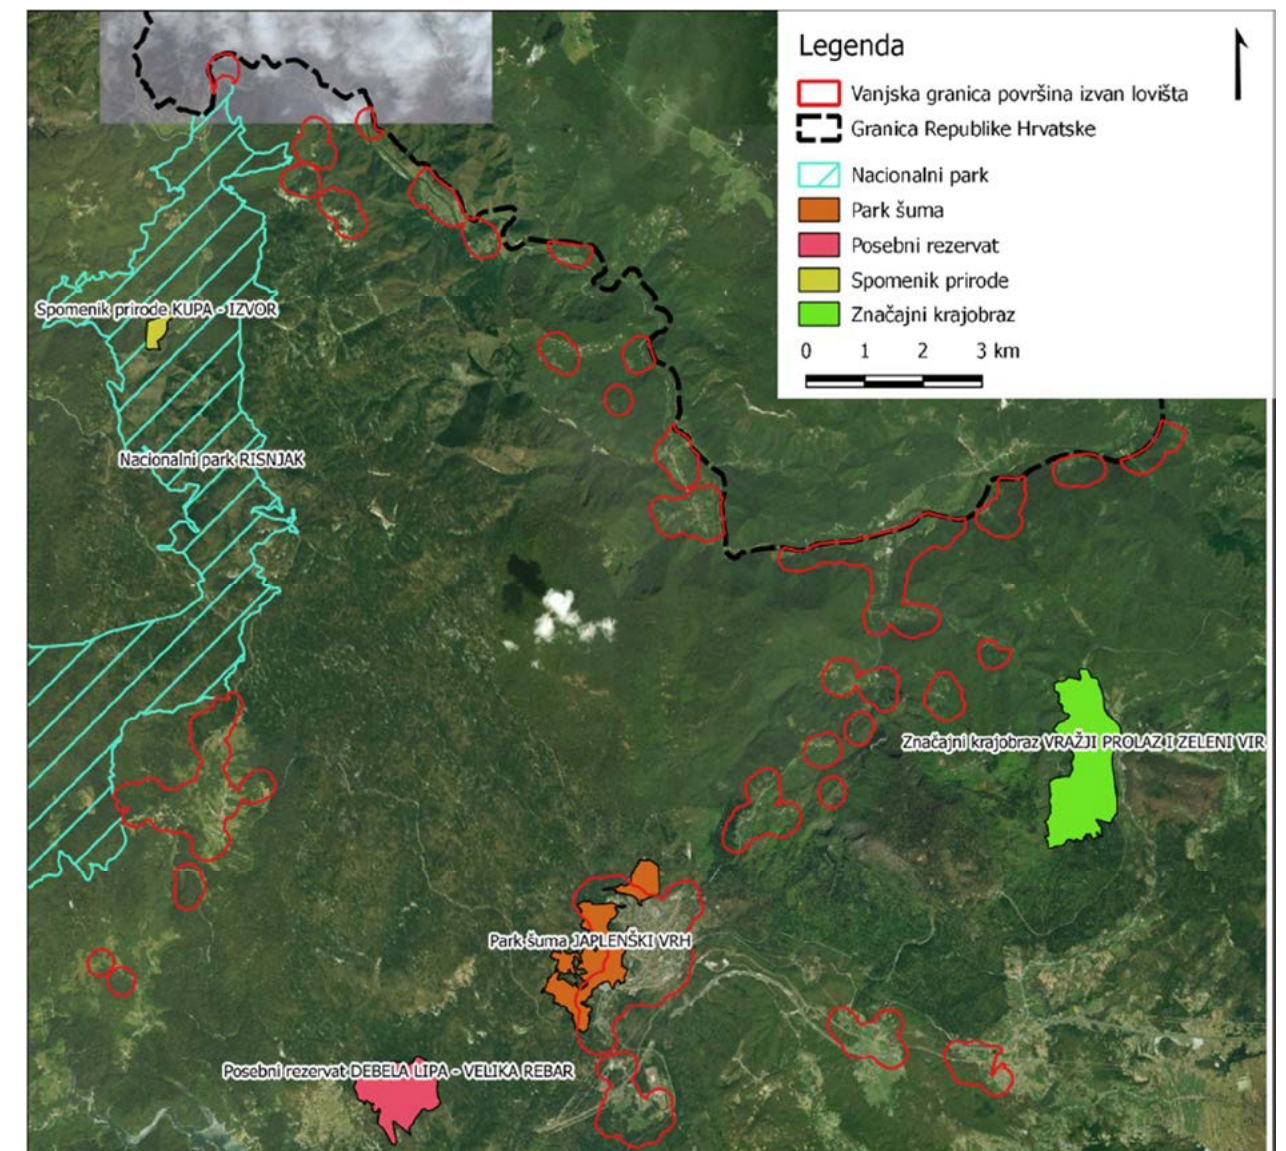 Legenda
Vanjska granica površina izvan lovišta
Granica Republike Hrvatske
Nacionalni park
Park šuma
Posebni rezervat
Spomenik prirode
Značajni krajobraz
0 1 2 3 km
Spomenik prirode KUPA - IZVOR
Nacionalni park RISNJAK
Značajni krajobraz VRAŽJI PROLAZ I ZELENI VIR
Park šuma JAPLENŠKI VRH
Posebni rezervat DEBELA LIPA - VELIKA REBAR